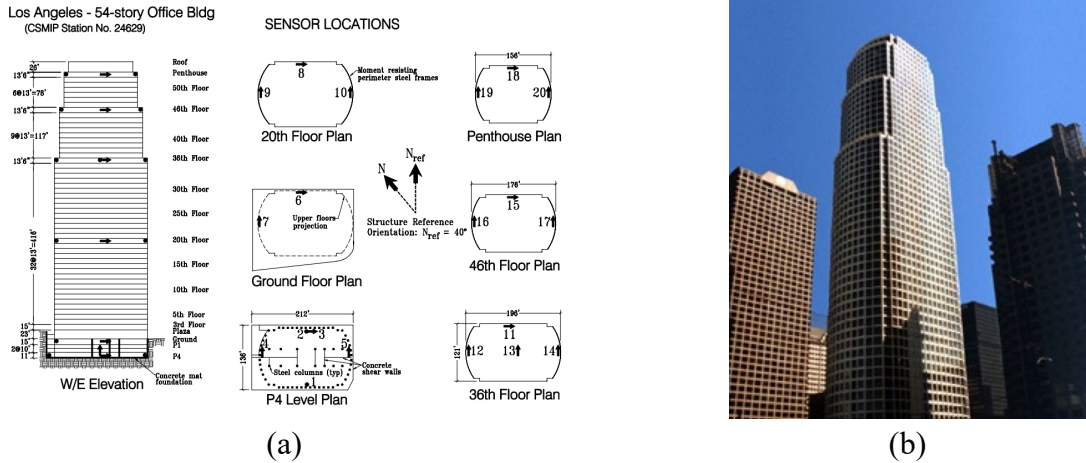 Los Angeles - 54-story Office Bldg
(CSMIP Station No. 24629)
SENSOR LOCATIONS
26'
13'6"
6@13'=78'
13'6"
9@13'=117'
13'6"
32@13'=416'
15'
23'
15'
2@10'
11'
Roof
Penthouse
50th Floor
46th Floor
40th Floor
36th Floor
30th Floor
25th Floor
20th Floor
15th Floor
10th Floor
5th Floor
3rd Floor
Plaza
Ground
P1
P4
Concrete mat
foundation
W/E Elevation
8
9
10
Moment resisting
perimeter steel frames
20th Floor Plan
156'
18
19
20
Penthouse Plan
N
Nref
Structure Reference
Orientation: Nref = 40°
6
7
Upper floors
projection
Ground Floor Plan
176'
15
16
17
46th Floor Plan
212'
136'
2
3
4
5
Steel columns (typ)
1
Concrete
shear walls
P4 Level Plan
196'
121'
11
12
13
14
36th Floor Plan
(a)
(b)